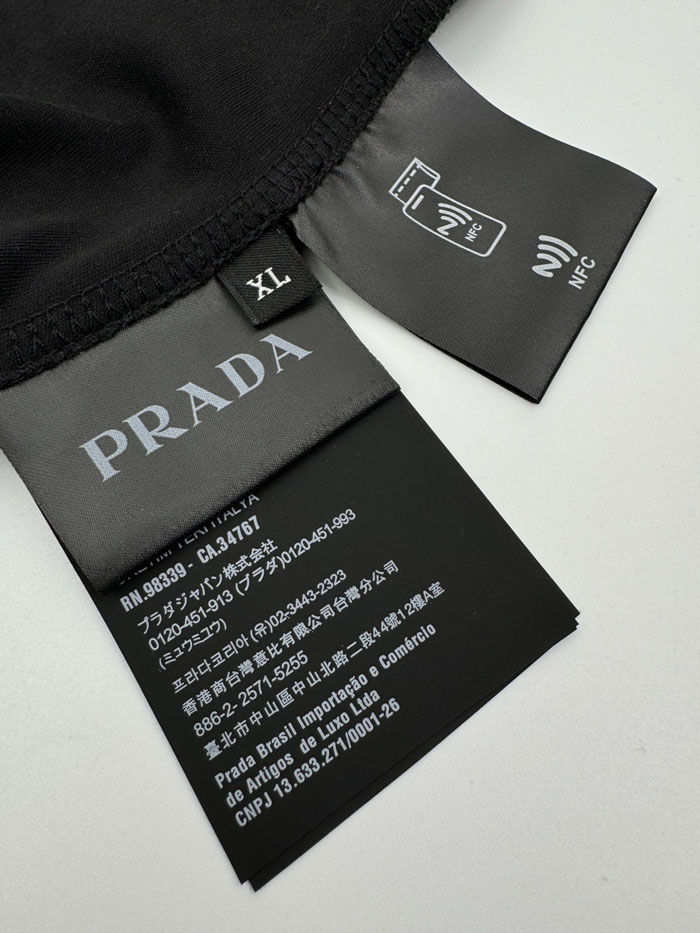 NFC
NFC
XL
PRADA
RN.98339 - CA.34767
プラダジャパン株式会社
0120-451-913 (プラダ)0120-451-993
(ミュウミュウ)
프라다코리아 (유)02-3443-2323
香港商台灣意比有限公司台灣分公司
886-2- 2571-5255
臺北市中山區中山北路二段44號12樓A室
Prada Brasil Importação e Comércio
de Artigos de Luxo Ltda
CNPJ 13.633.271/0001-26